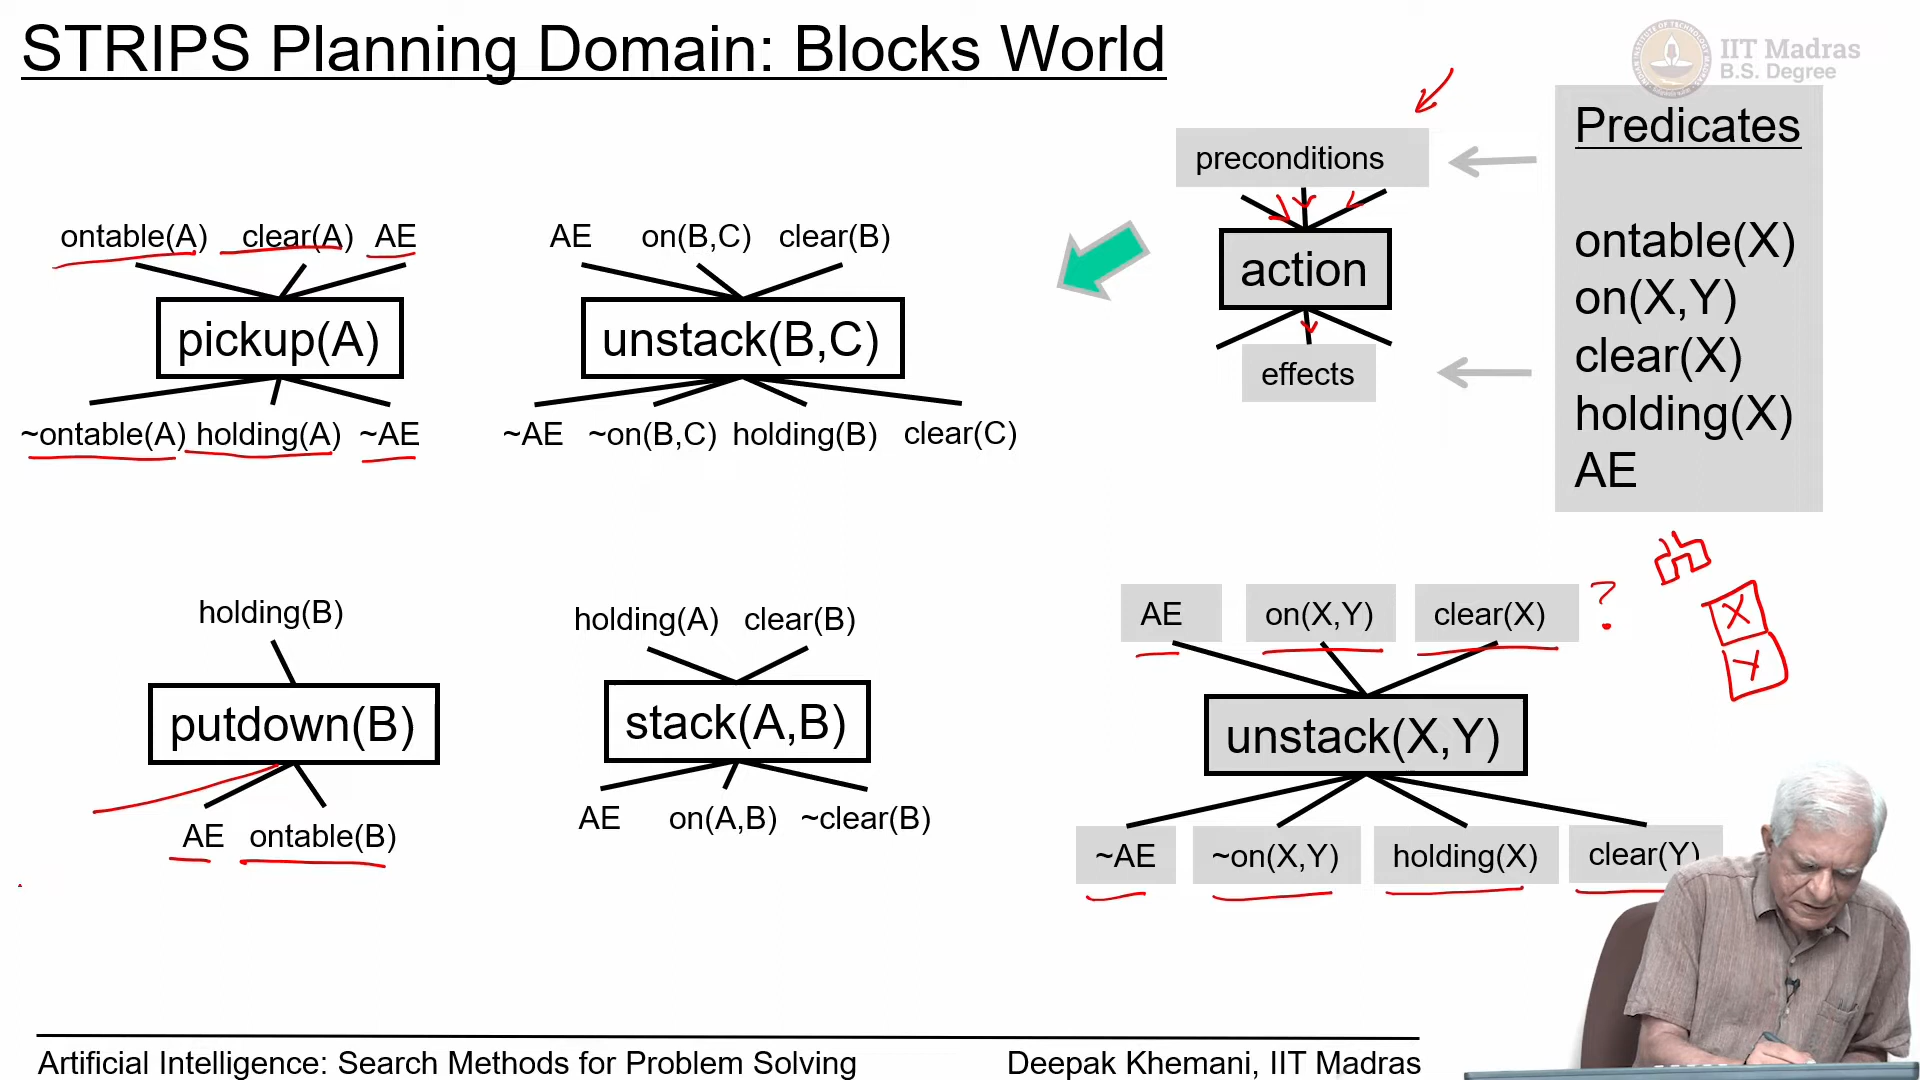 STRIPS Planning Domain: Blocks World
IIT Madras
B.S. Degree
Predicates
ontable(X)
on(X,Y)
clear(X)
holding(X)
AE
preconditions
action
effects
ontable(A) clear(A) AE
pickup(A)
~ontable(A) holding(A) ~AE
AE on(B,C) clear(B)
unstack(B,C)
~AE ~on(B,C) holding(B) clear(C)
holding(B)
putdown(B)
AE ontable(B)
holding(A) clear(B)
stack(A,B)
AE on(A,B) ~clear(B)
AE on(X,Y) clear(X) ?
unstack(X,Y)
~AE ~on(X,Y) holding(X) clear(Y)
X
Y
Artificial Intelligence: Search Methods for Problem Solving
Deepak Khemani, IIT Madras